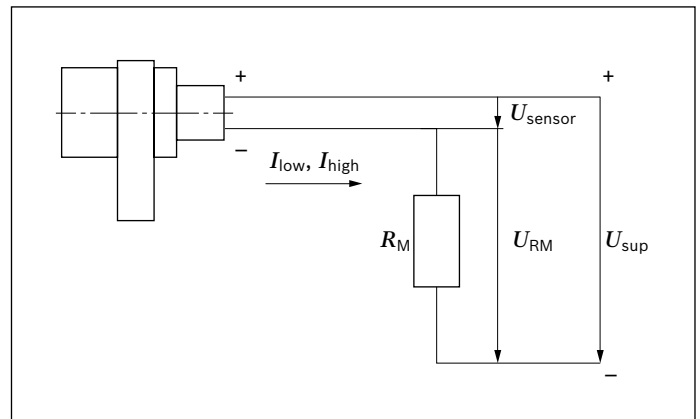 + +
U_sensor
–
I_low, I_high
R_M U_RM U_sup
–